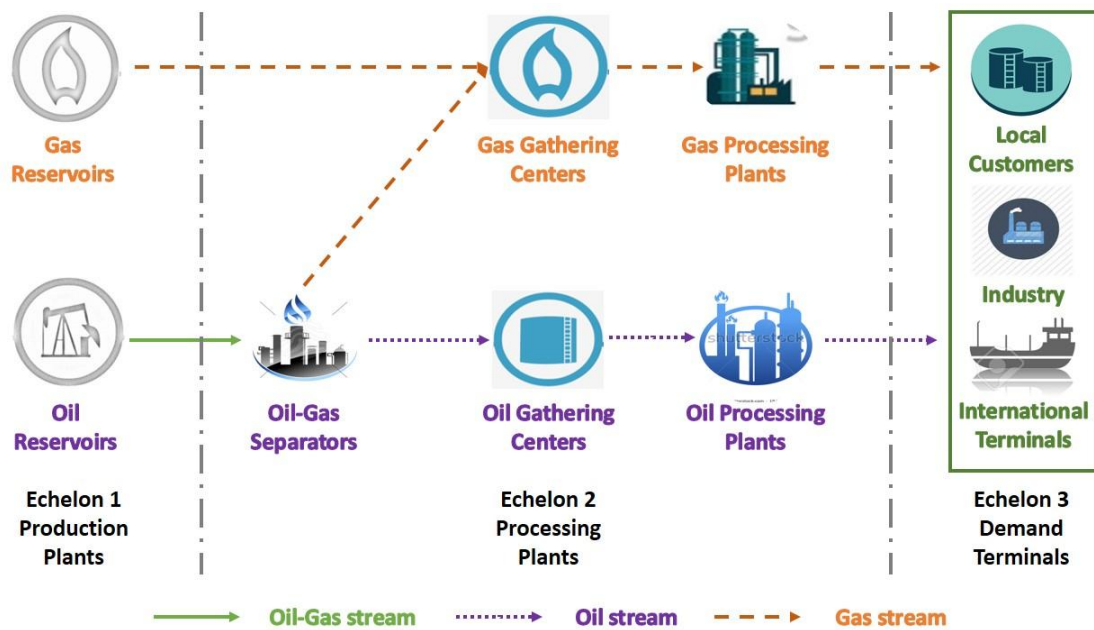 Gas
Reservoirs
Gas Gathering
Centers
Gas Processing
Plants
Local
Customers
Industry
shutterstock
Oil
Reservoirs
Oil-Gas
Separators
Oil Gathering
Centers
Oil Processing
Plants
International
Terminals
Echelon 1
Production
Plants
Echelon 2
Processing
Plants
Echelon 3
Demand
Terminals
Oil-Gas stream
Oil stream
Gas stream